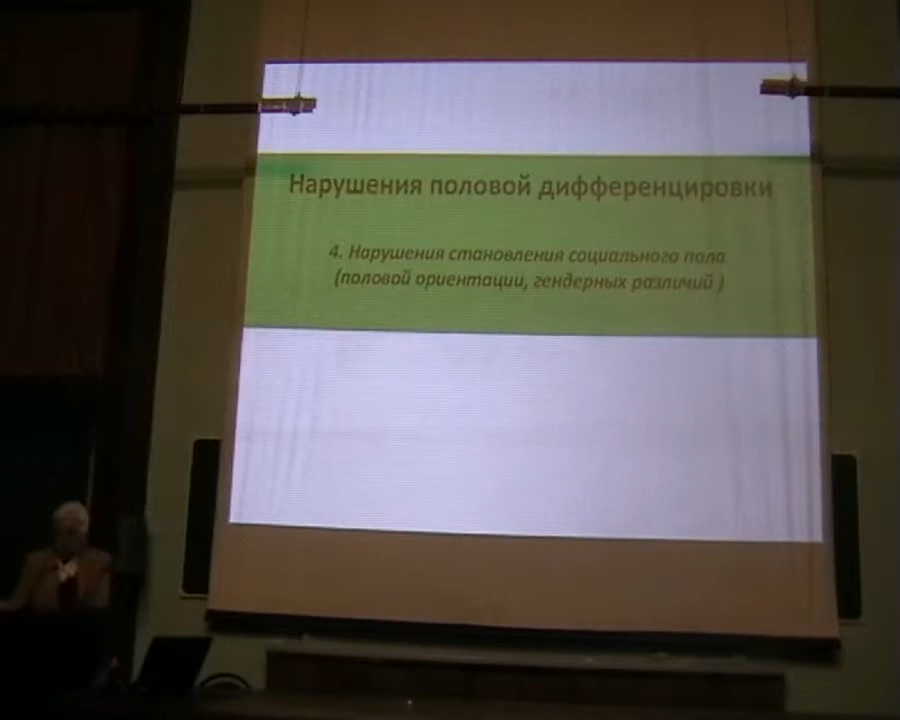 Нарушения половой дифференцировки
4. Нарушения становления социального пола
(половой ориентации, гендерных различий )